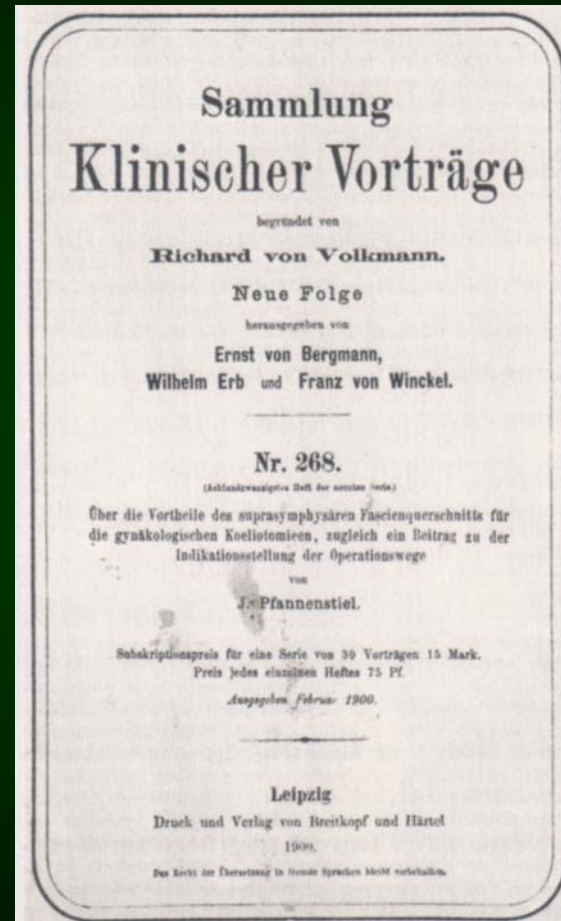 Sammlung
Klinischer Vorträge
begründet von
Richard von Volkmann.
Neue Folge
herausgegeben von
Ernst von Bergmann,
Wilhelm Erb und Franz von Winckel.
Nr. 268.
(Achtundzwanzigstes Heft der neunten Serie.)
Über die Vortheile des suprasymphysären Fascienquerschnitts für
die gynäkologischen Koeliotomieen, zugleich ein Beitrag zu der
Indikationsstellung der Operationswege
von
J. Pfannenstiel.
Subskriptionspreis für eine Serie von 30 Vorträgen 15 Mark.
Preis jedes einzelnen Heftes 75 Pf.
Ausgegeben Februar 1900.
Leipzig
Druck und Verlag von Breitkopf und Härtel
1900.
Das Recht der Übersetzung in fremde Sprachen bleibt vorbehalten.